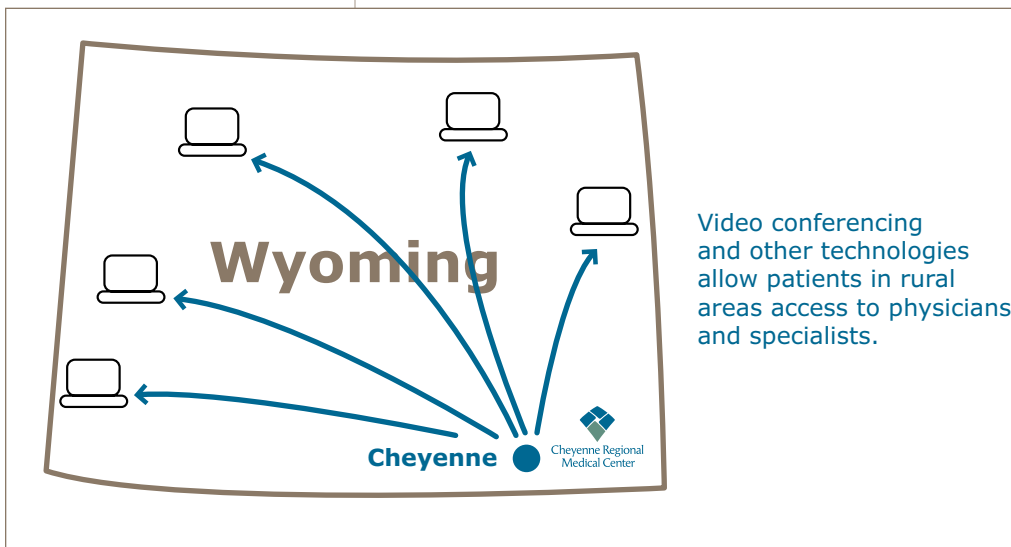 Wyoming
Video conferencing
and other technologies
allow patients in rural
areas access to physicians
and specialists.
Cheyenne
Cheyenne Regional
Medical Center